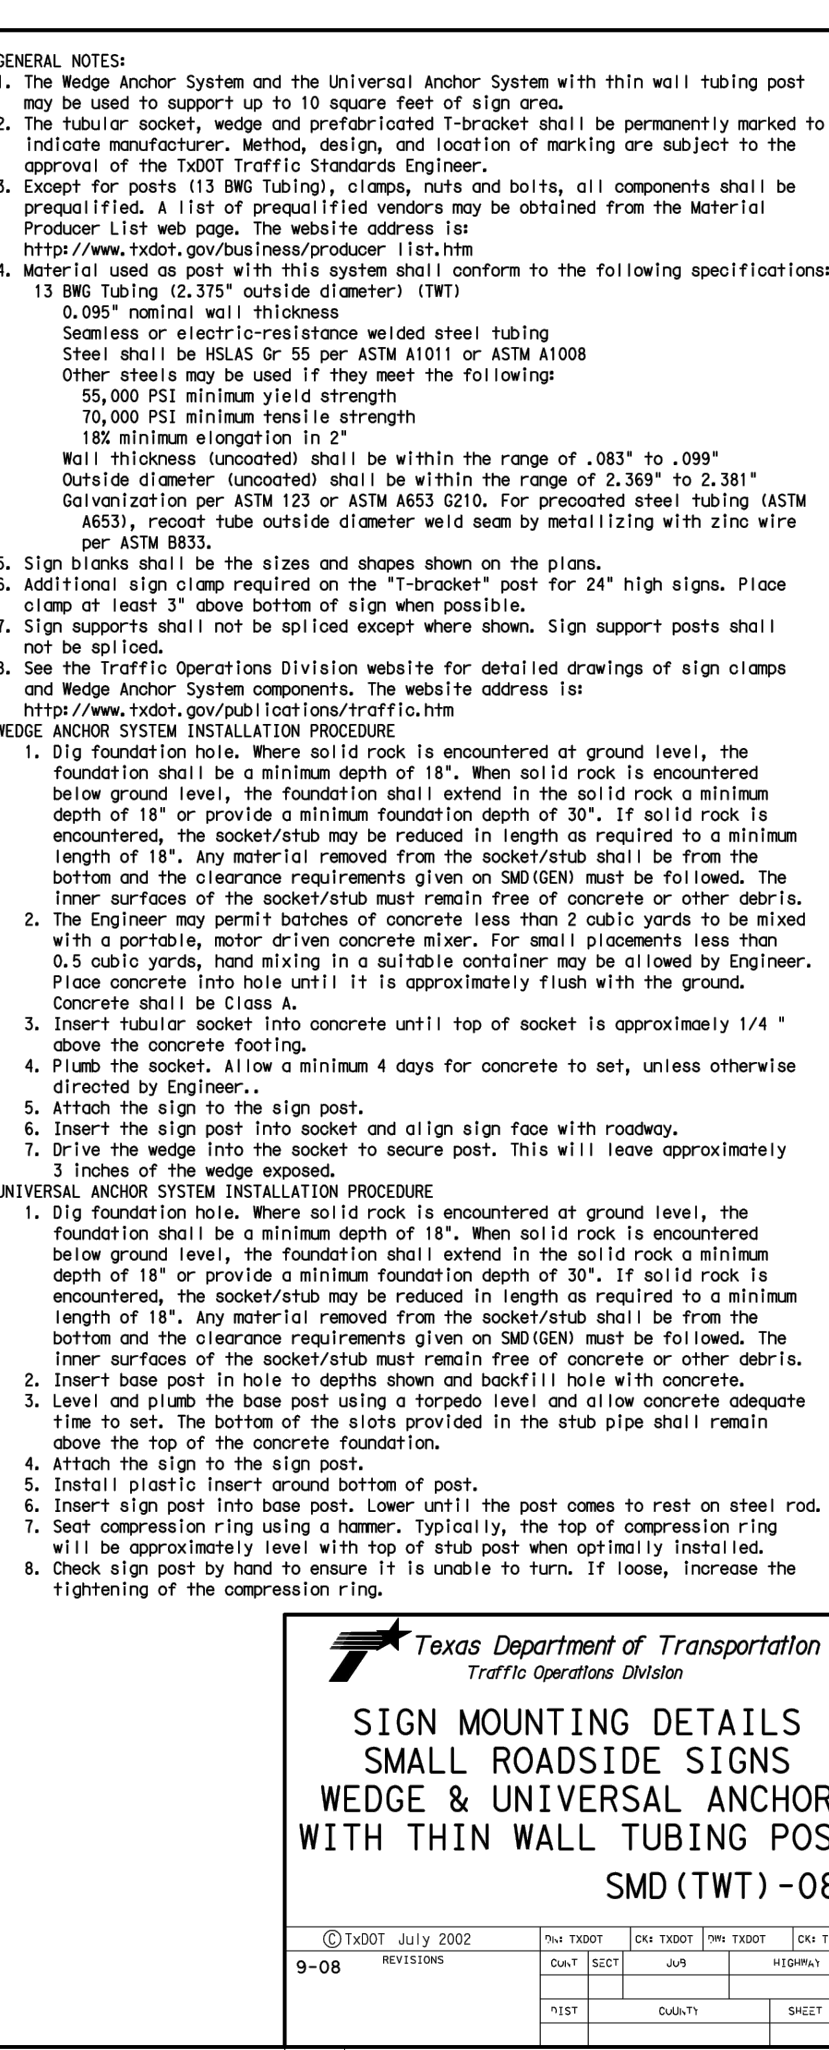 GENERAL NOTES:
1. The Wedge Anchor System and the Universal Anchor System with thin wall tubing post
may be used to support up to 10 square feet of sign area.
2. The tubular socket, wedge and prefabricated T-bracket shall be permanently marked to
indicate manufacturer. Method, design, and location of marking are subject to the
approval of the TxDOT Traffic Standards Engineer.
3. Except for posts (13 BWG Tubing), clamps, nuts and bolts, all components shall be
prequalified. A list of prequalified vendors may be obtained from the Material
Producer List web page. The website address is:
http://www.txdot.gov/business/producer list.htm
4. Material used as post with this system shall conform to the following specifications:
13 BWG Tubing (2.375" outside diameter) (TWT)
0.095" nominal wall thickness
Seamless or electric-resistance welded steel tubing
Steel shall be HSLAS Gr 55 per ASTM A1011 or ASTM A1008
Other steels may be used if they meet the following:
55,000 PSI minimum yield strength
70,000 PSI minimum tensile strength
18% minimum elongation in 2"
Wall thickness (uncoated) shall be within the range of .083" to .099"
Outside diameter (uncoated) shall be within the range of 2.369" to 2.381"
Galvanization per ASTM 123 or ASTM A653 G210. For precoated steel tubing (ASTM
A653), recoat tube outside diameter weld seam by metallizing with zinc wire
per ASTM B833.
5. Sign blanks shall be the sizes and shapes shown on the plans.
6. Additional sign clamp required on the "T-bracket" post for 24" high signs. Place
clamp at least 3" above bottom of sign when possible.
7. Sign supports shall not be spliced except where shown. Sign support posts shall
not be spliced.
8. See the Traffic Operations Division website for detailed drawings of sign clamps
and Wedge Anchor System components. The website address is:
http://www.txdot.gov/publications/traffic.htm
WEDGE ANCHOR SYSTEM INSTALLATION PROCEDURE
1. Dig foundation hole. Where solid rock is encountered at ground level, the
foundation shall be a minimum depth of 18". When solid rock is encountered
below ground level, the foundation shall extend in the solid rock a minimum
depth of 18" or provide a minimum foundation depth of 30". If solid rock is
encountered, the socket/stub may be reduced in length as required to a minimum
length of 18". Any material removed from the socket/stub shall be from the
bottom and the clearance requirements given on SMD(GEN) must be followed. The
inner surfaces of the socket/stub must remain free of concrete or other debris.
2. The Engineer may permit batches of concrete less than 2 cubic yards to be mixed
with a portable, motor driven concrete mixer. For small placements less than
0.5 cubic yards, hand mixing in a suitable container may be allowed by Engineer.
Place concrete into hole until it is approximately flush with the ground.
Concrete shall be Class A.
3. Insert tubular socket into concrete until top of socket is approximaely 1/4 "
above the concrete footing.
4. Plumb the socket. Allow a minimum 4 days for concrete to set, unless otherwise
directed by Engineer..
5. Attach the sign to the sign post.
6. Insert the sign post into socket and align sign face with roadway.
7. Drive the wedge into the socket to secure post. This will leave approximately
3 inches of the wedge exposed.
UNIVERSAL ANCHOR SYSTEM INSTALLATION PROCEDURE
1. Dig foundation hole. Where solid rock is encountered at ground level, the
foundation shall be a minimum depth of 18". When solid rock is encountered
below ground level, the foundation shall extend in the solid rock a minimum
depth of 18" or provide a minimum foundation depth of 30". If solid rock is
encountered, the socket/stub may be reduced in length as required to a minimum
length of 18". Any material removed from the socket/stub shall be from the
bottom and the clearance requirements given on SMD(GEN) must be followed. The
inner surfaces of the socket/stub must remain free of concrete or other debris.
2. Insert base post in hole to depths shown and backfill hole with concrete.
3. Level and plumb the base post using a torpedo level and allow concrete adequate
time to set. The bottom of the slots provided in the stub pipe shall remain
above the top of the concrete foundation.
4. Attach the sign to the sign post.
5. Install plastic insert around bottom of post.
6. Insert sign post into base post. Lower until the post comes to rest on steel rod.
7. Seat compression ring using a hammer. Typically, the top of compression ring
will be approximately level with top of stub post when optimally installed.
8. Check sign post by hand to ensure it is unable to turn. If loose, increase the
tightening of the compression ring.
Texas Department of Transportation
Traffic Operations Division
SIGN MOUNTING DETAILS
SMALL ROADSIDE SIGNS
WEDGE & UNIVERSAL ANCHOR
WITH THIN WALL TUBING POS
SMD(TWT)-08
© TxDOT July 2002 DN: TXDOT CK: TXDOT DW: TXDOT CK: T
9-08 REVISIONS CONT SECT JOB HIGHWAY
DIST COUNTY SHEET